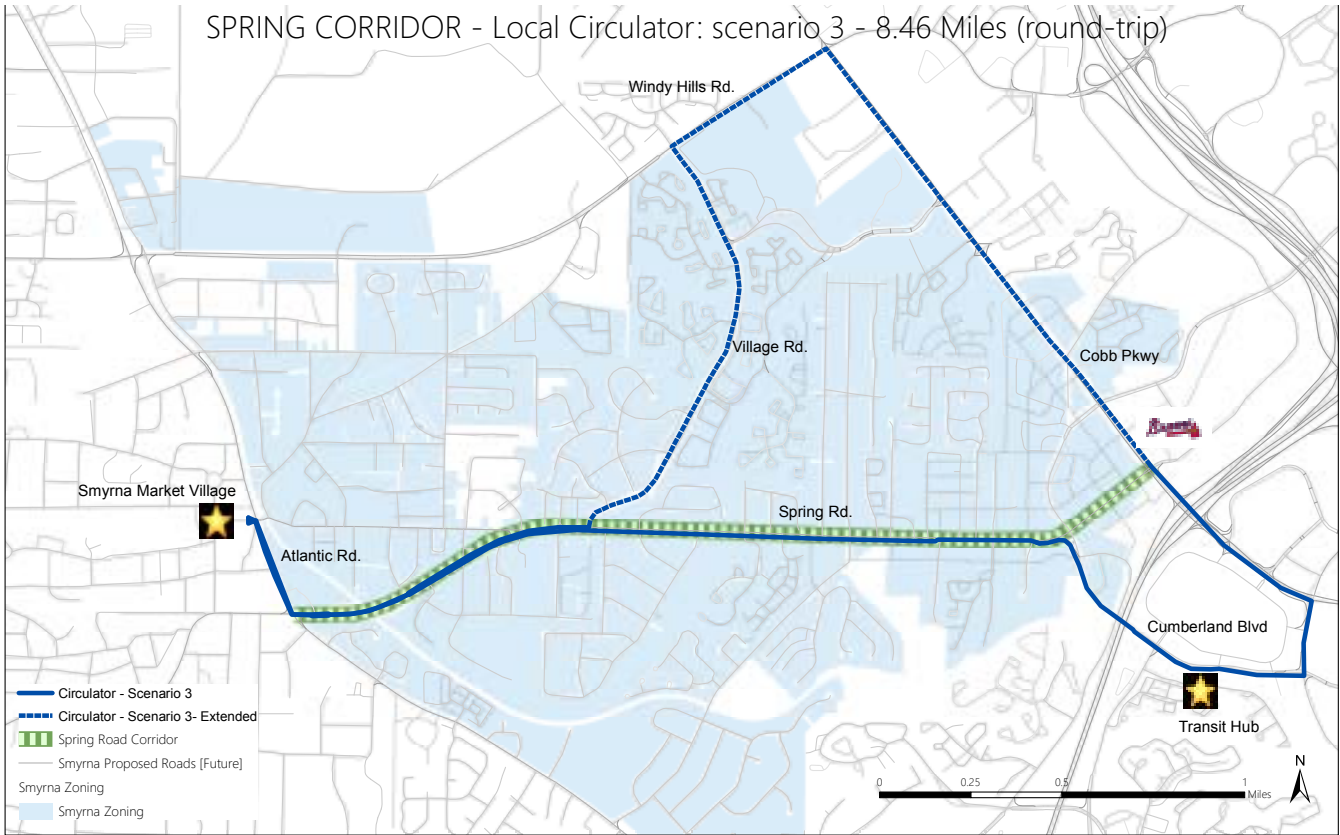 SPRING CORRIDOR - Local Circulator: scenario 3 - 8.46 Miles (round-trip)
Windy Hills Rd.
Village Rd.
Cobb Pkwy
Braves
Smyrna Market Village
Spring Rd.
Atlantic Rd.
Cumberland Blvd
Transit Hub
Circulator - Scenario 3
Circulator - Scenario 3- Extended
Spring Road Corridor
Smyrna Proposed Roads [Future]
Smyrna Zoning
Smyrna Zoning
0 0.25 0.5 1
Miles
N